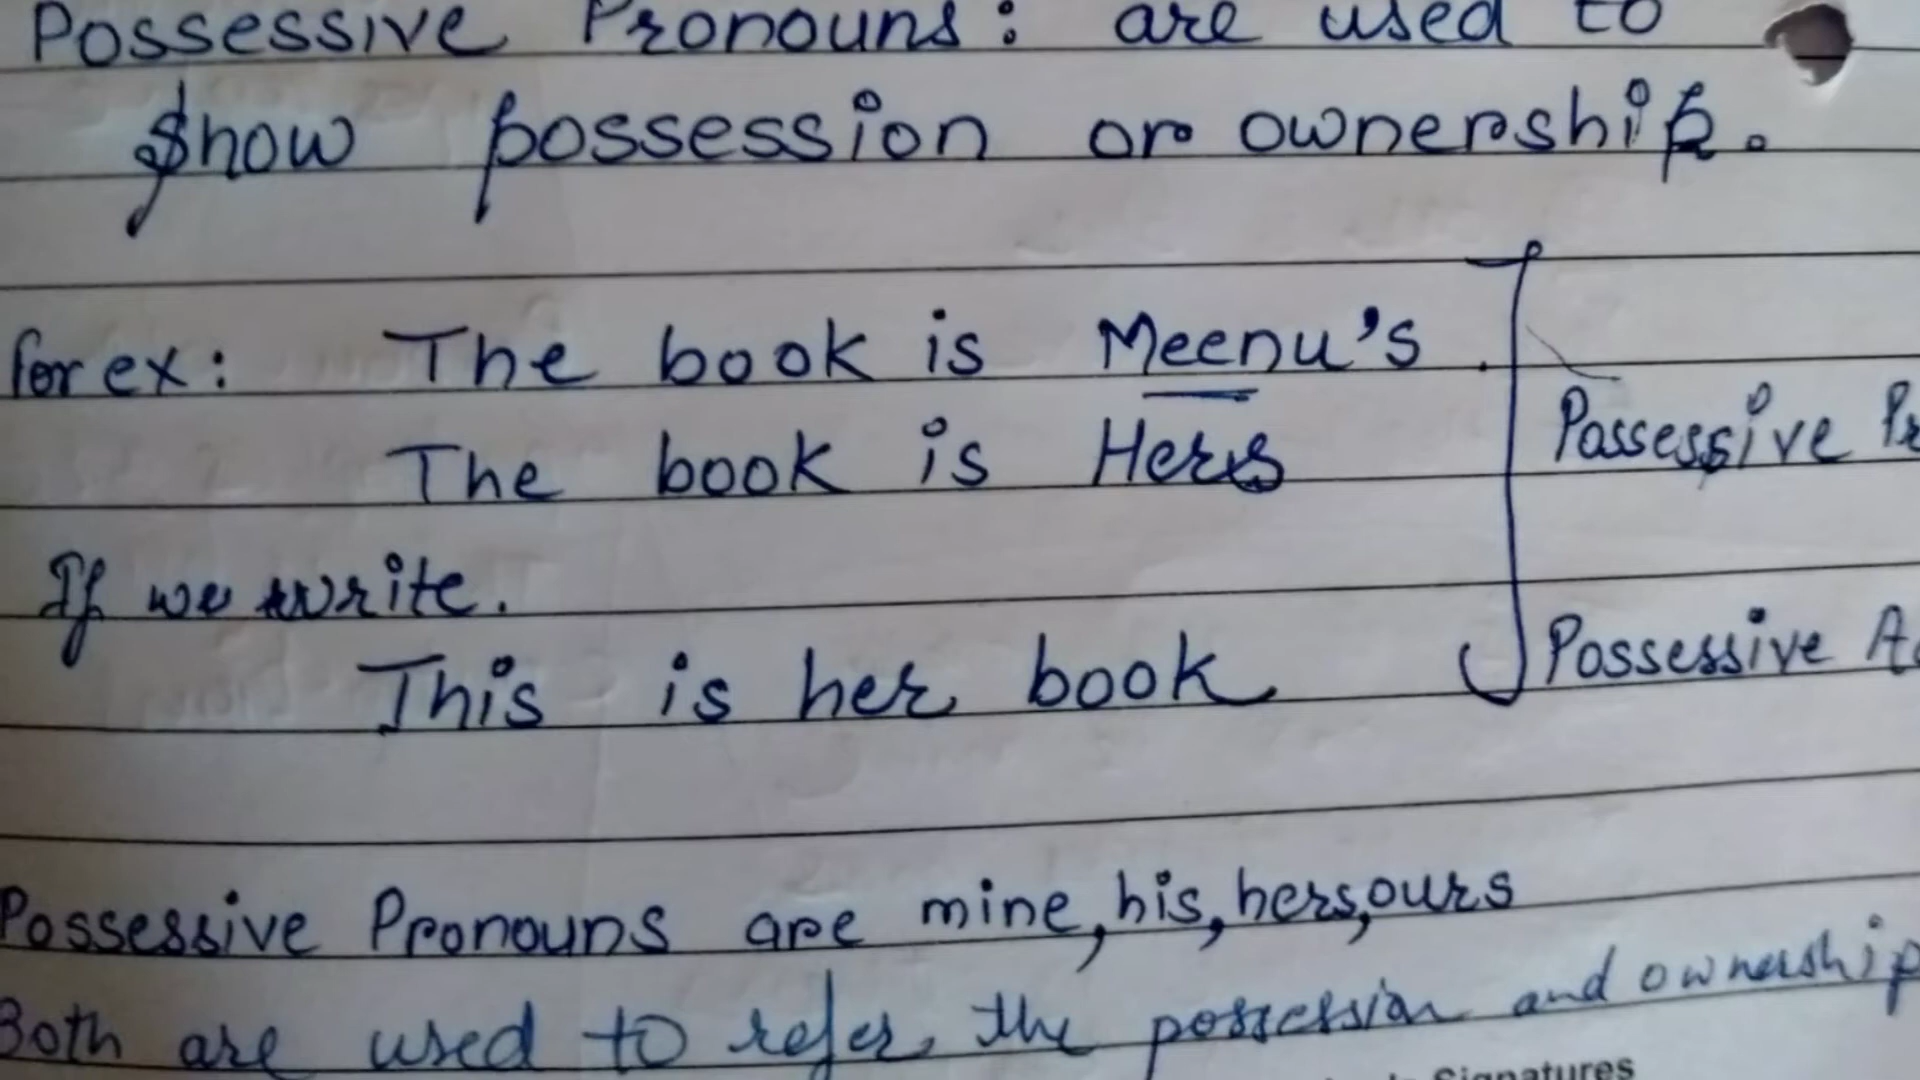 Possessive Pronouns: are used to
show possession or ownership.
for ex: The book is Meenu's.
The book is Hers
Possessive Pr
If we write.
This is her book
Possessive A
Possessive Pronouns are mine, his, hers, ours
Both are used to refer the possession and ownership
Signatures